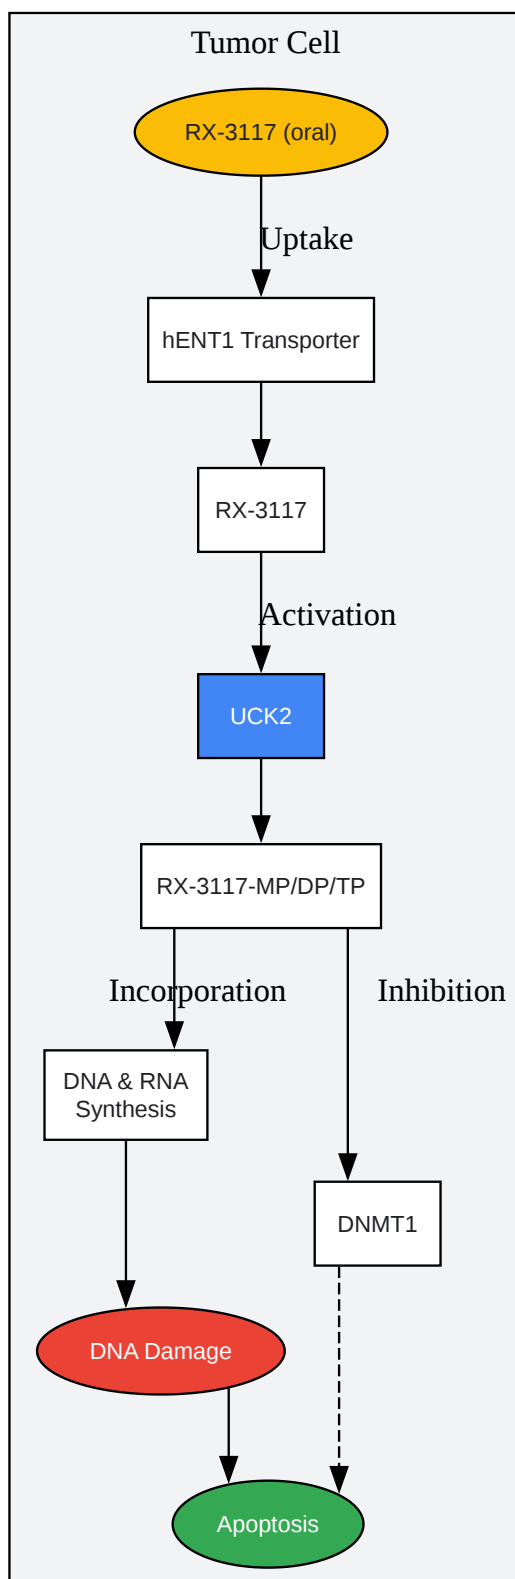 Tumor Cell
RX-3117 (oral)
Uptake
hENT1 Transporter
RX-3117
Activation
UCK2
RX-3117-MP/DP/TP
Incorporation
Inhibition
DNA & RNA
Synthesis
DNMT1
DNA Damage
Apoptosis